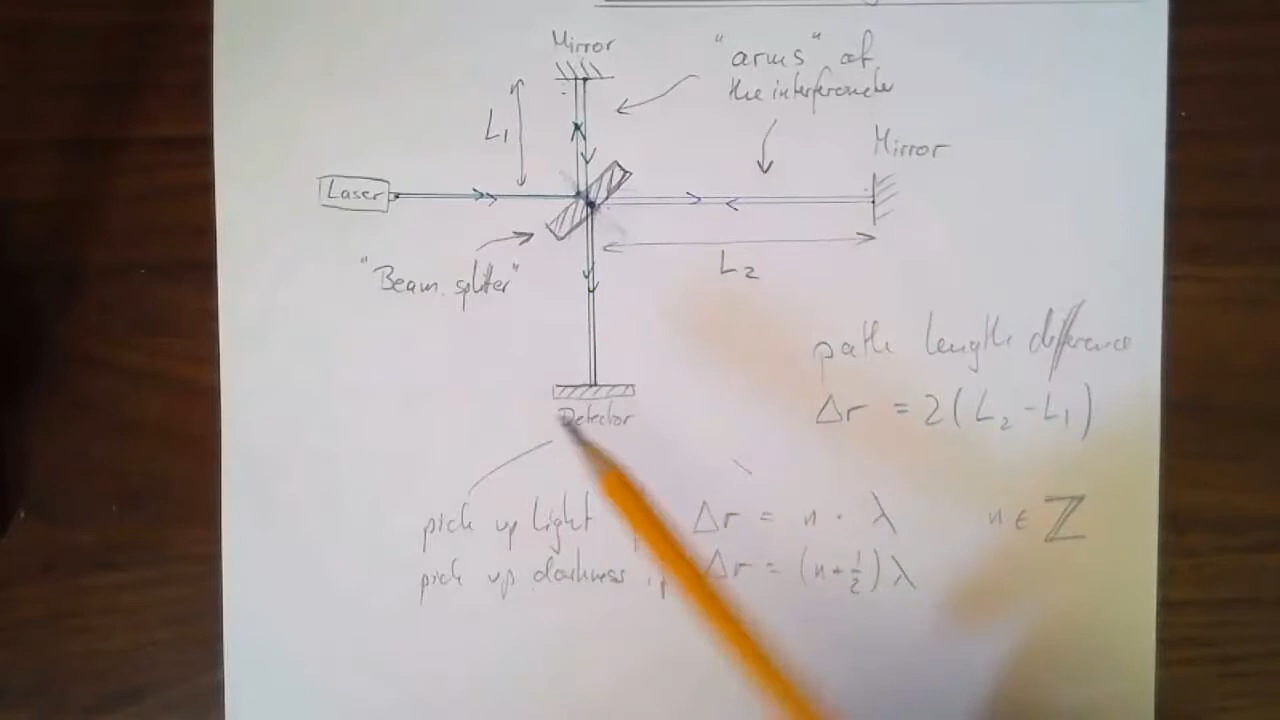 Mirror
"arms" of
the interferometer
L₁
Mirror
Laser
"Beam splitter"
L₂
path length difference
Δr = 2(L₂-L₁)
Detector
pick up light Δr = n · λ n ∈ ℤ
pick up darkness if Δr = (n+½)λ